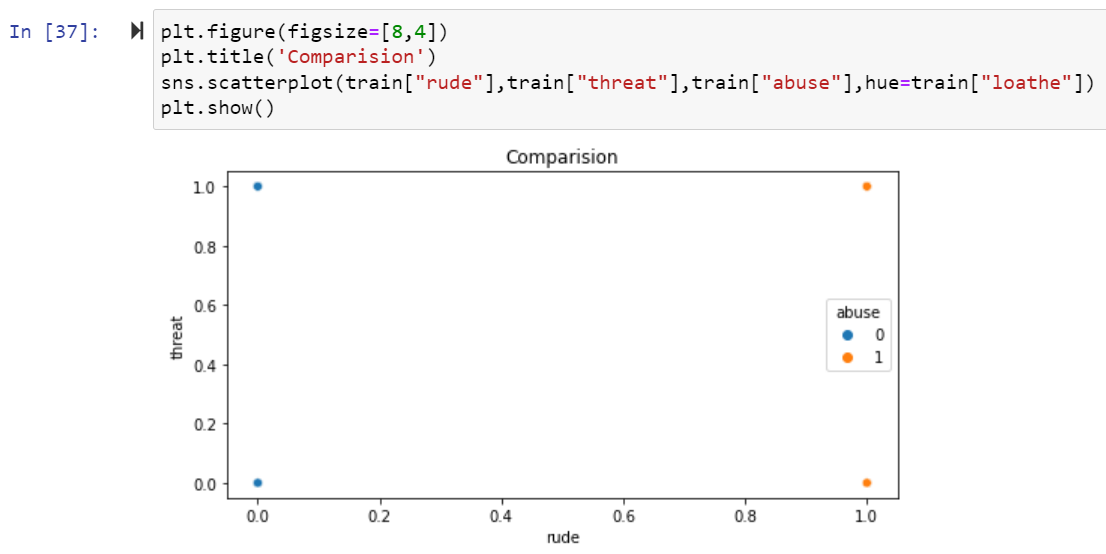 In [37]:
plt.figure(figsize=[8,4])
plt.title('Comparision')
sns.scatterplot(train["rude"],train["threat"],train["abuse"],hue=train["loathe"])
plt.show()
Comparision
1.0
0.8
0.6
0.4
0.2
0.0
threat
abuse
0
1
0.0 0.2 0.4 0.6 0.8 1.0
rude